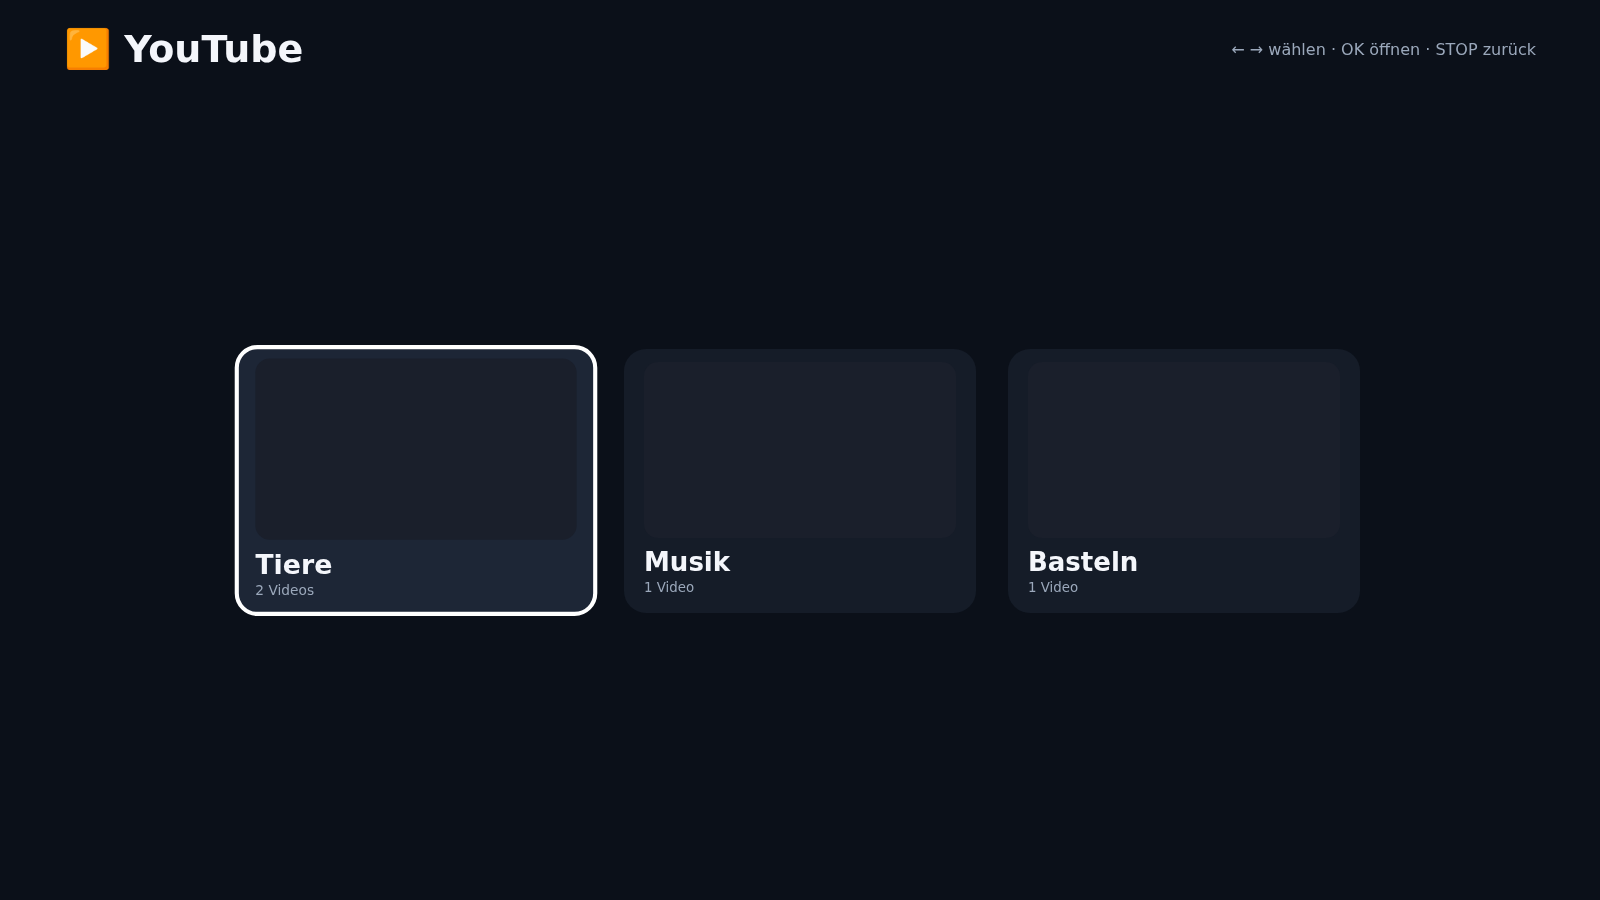 YouTube
← → wählen · OK öffnen · STOP zurück
Tiere
2 Videos
Musik
1 Video
Basteln
1 Video